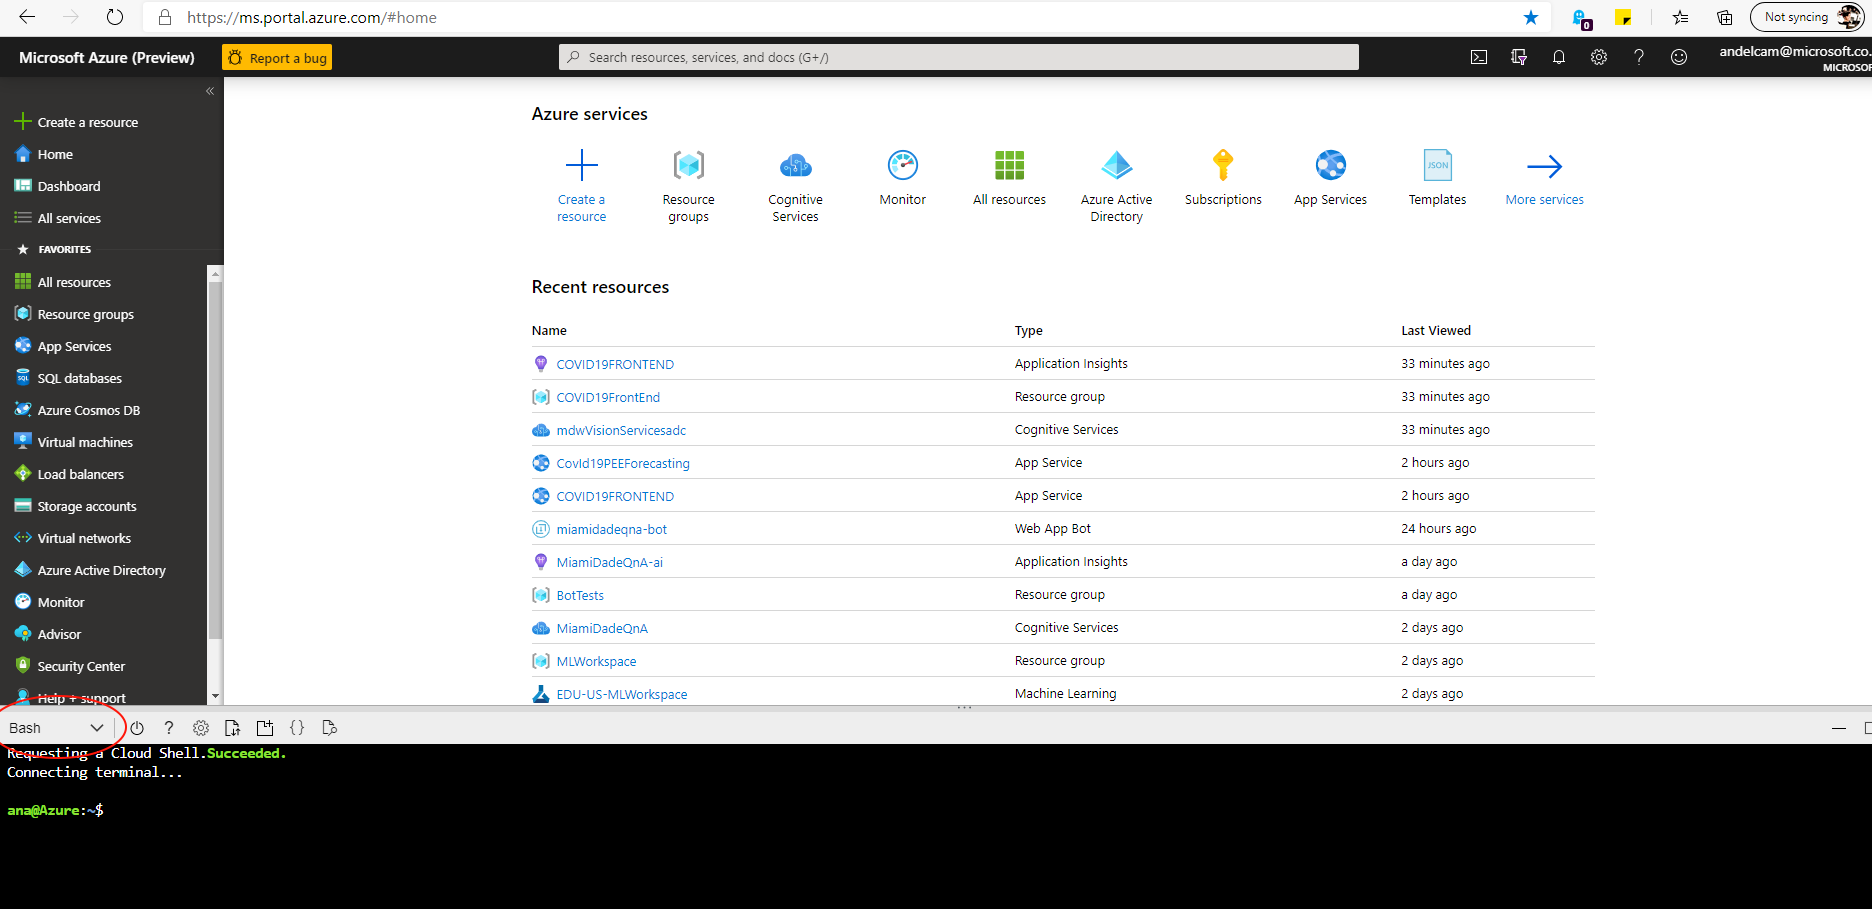 https://ms.portal.azure.com/#home
0
Not syncing
Microsoft Azure (Preview)
Report a bug
Search resources, services, and docs (G+/)
andelcam@microsoft.co.
MICROSOF
Create a resource
Home
Dashboard
All services
FAVORITES
All resources
Resource groups
App Services
SQL databases
Azure Cosmos DB
Virtual machines
Load balancers
Storage accounts
Virtual networks
Azure Active Directory
Monitor
Advisor
Security Center
Help + support
Azure services
Create a
resource
Resource
groups
Cognitive
Services
Monitor
All resources
Azure Active
Directory
Subscriptions
App Services
JSON
Templates
More services
Recent resources
Name Type Last Viewed
COVID19FRONTEND Application Insights 33 minutes ago
COVID19FrontEnd Resource group 33 minutes ago
mdwVisionServicesadc Cognitive Services 33 minutes ago
CovId19PEEForecasting App Service 2 hours ago
COVID19FRONTEND App Service 2 hours ago
miamidadeqna-bot Web App Bot 24 hours ago
MiamiDadeQnA-ai Application Insights a day ago
BotTests Resource group a day ago
MiamiDadeQnA Cognitive Services 2 days ago
MLWorkspace Resource group 2 days ago
EDU-US-MLWorkspace Machine Learning 2 days ago
Bash
Requesting a Cloud Shell.Succeeded.
Connecting terminal...
ana@Azure:~$